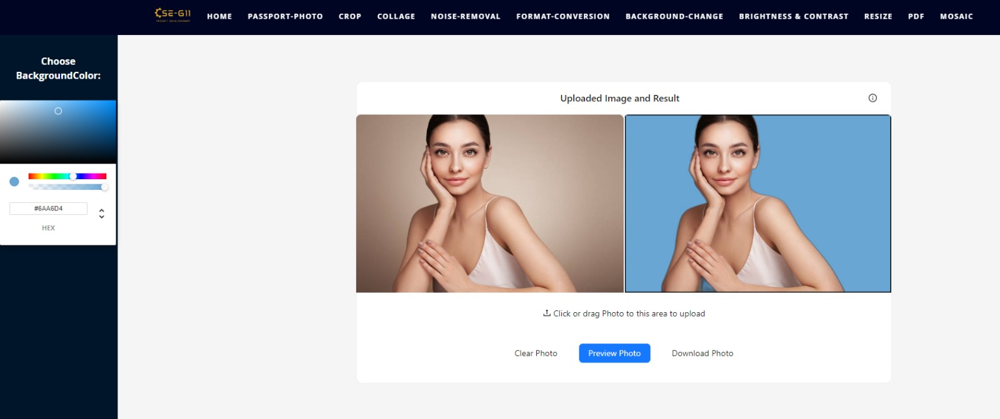 CSE-G11
PROJECT DEVELOPMENT
HOME PASSPORT-PHOTO CROP COLLAGE NOISE-REMOVAL FORMAT-CONVERSION BACKGROUND-CHANGE BRIGHTNESS & CONTRAST RESIZE PDF MOSAIC
Choose
BackgroundColor:
#6AA6D4
HEX
Uploaded Image and Result
Click or drag Photo to this area to upload
Clear Photo Preview Photo Download Photo